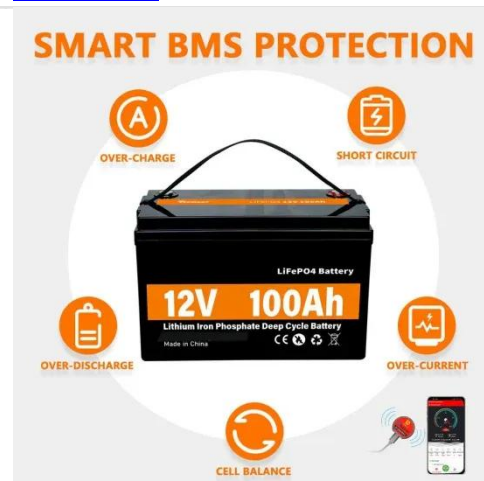 SMART BMS PROTECTION
A
OVER-CHARGE
SHORT CIRCUIT
LiFePO4 Battery
12V 100Ah
Lithium Iron Phosphate Deep Cycle Battery
Made in China
CE
OVER-DISCHARGE
OVER-CURRENT
CELL BALANCE